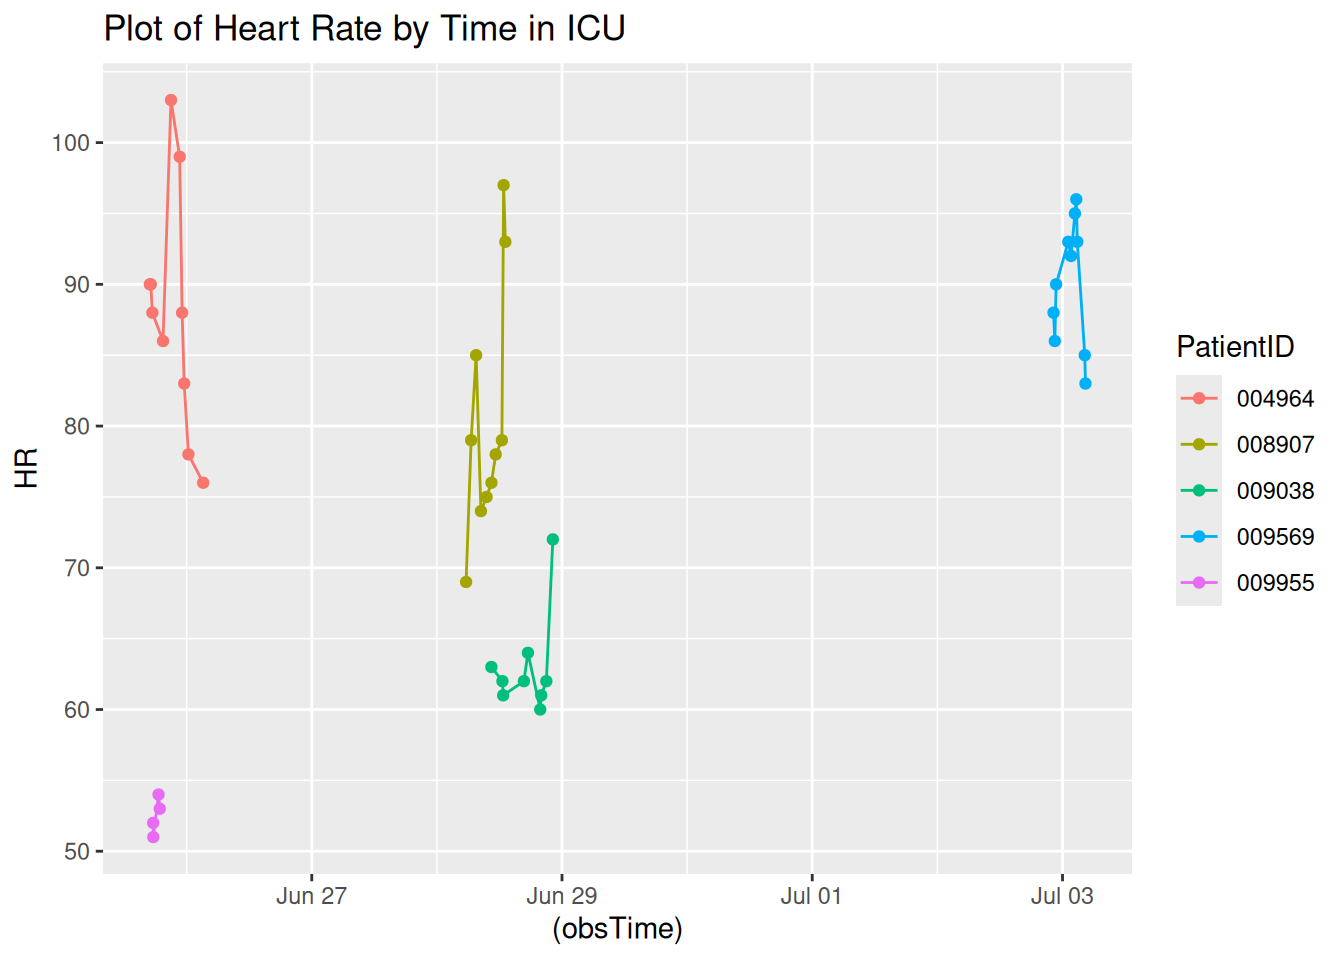 Plot of Heart Rate by Time in ICU
100
90
80
70
60
50
HR
Jun 27
Jun 29
Jul 01
Jul 03
(obsTime)
PatientID
004964
008907
009038
009569
009955